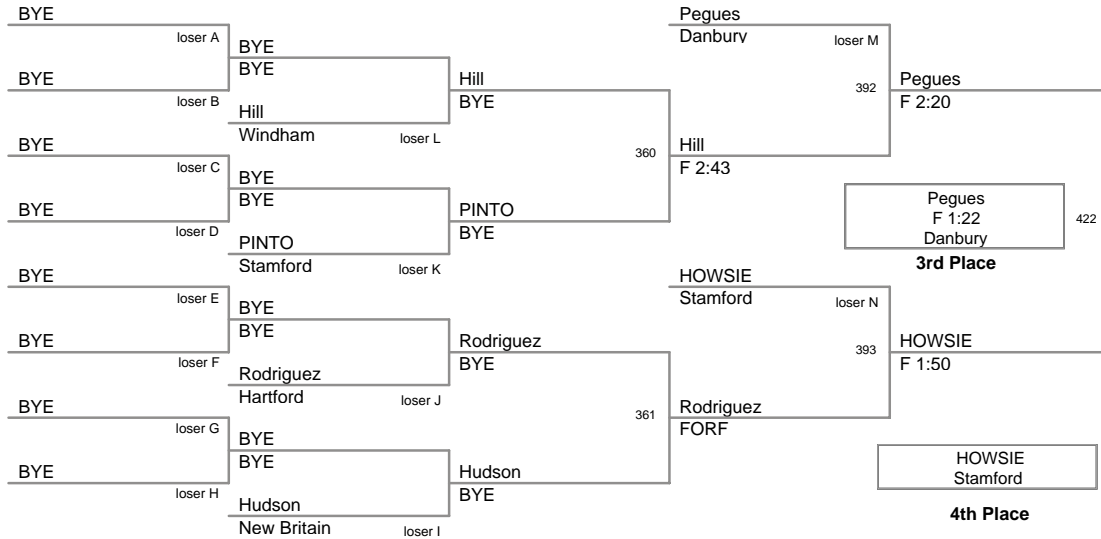 BYE
loser A
BYE
BYE
BYE
loser B
Hill
Windham
loser L
Hill
BYE
BYE
loser C
BYE
BYE
BYE
loser D
PINTO
Stamford
loser K
PINTO
BYE
360
Hill
F 2:43
Pegues
Danbury
loser M
392
Pegues
F 2:20
Pegues
F 1:22
Danbury
422
3rd Place
BYE
loser E
BYE
BYE
BYE
loser F
Rodriguez
Hartford
loser J
Rodriguez
BYE
BYE
loser G
BYE
BYE
BYE
loser H
Hudson
New Britain
loser I
Hudson
BYE
361
Rodriguez
FORF
HOWSIE
Stamford
loser N
393
HOWSIE
F 1:50
HOWSIE
Stamford
4th Place